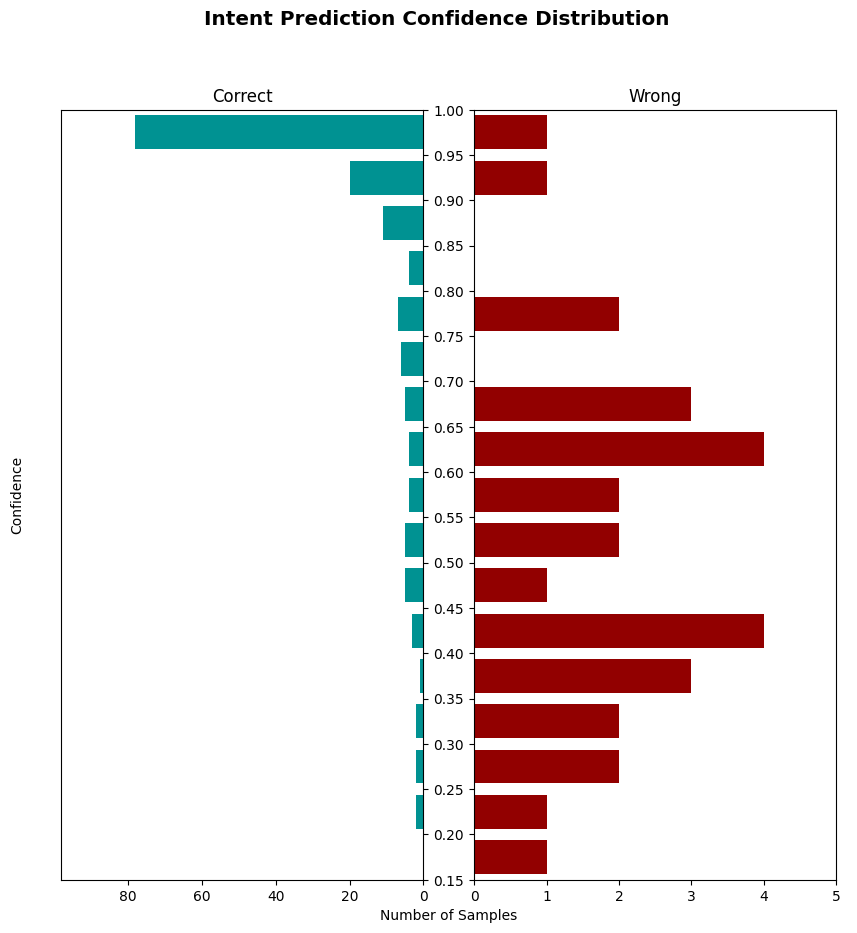 Intent Prediction Confidence Distribution
Correct
Wrong
1.00
0.95
0.90
0.85
0.80
0.75
0.70
0.65
0.60
0.55
0.50
0.45
0.40
0.35
0.30
0.25
0.20
0.15
Confidence
80 60 40 20 0
0 1 2 3 4 5
Number of Samples